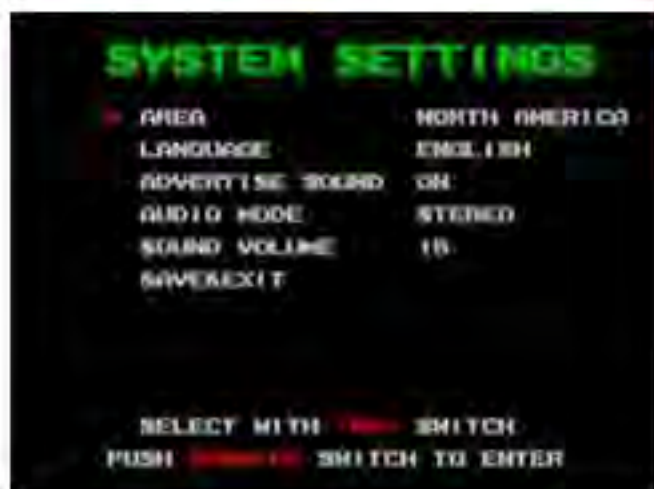 SYSTEM SETTINGS
AREA NORTH AMERICA
LANGUAGE ENGLISH
ADVERTISE SOUND ON
AUDIO MODE STEREO
SOUND VOLUME
SAVE&EXIT
SELECT WITH SWITCH
PUSH SWITCH TO ENTER